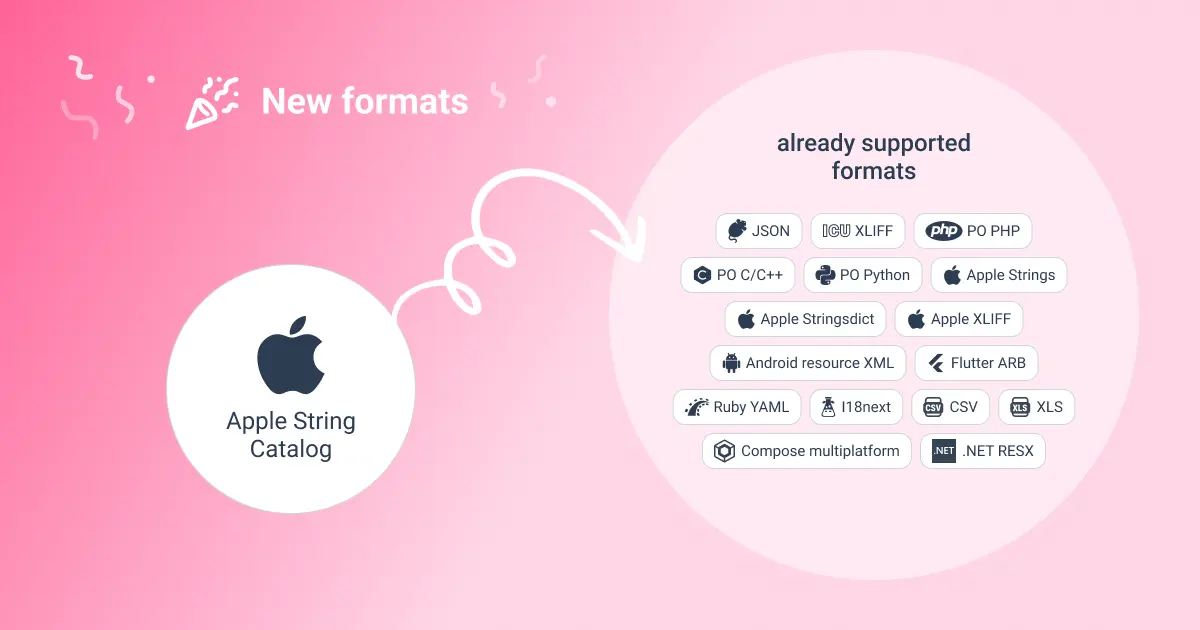 New formats
already supported
formats
JSON
ICU XLIFF
php PO PHP
C PO C/C++
PO Python
Apple Strings
Apple Stringsdict
Apple XLIFF
Android resource XML
Flutter ARB
Ruby YAML
I18next
CSV CSV
XLS XLS
Compose multiplatform
.NET .NET RESX
Apple String
Catalog